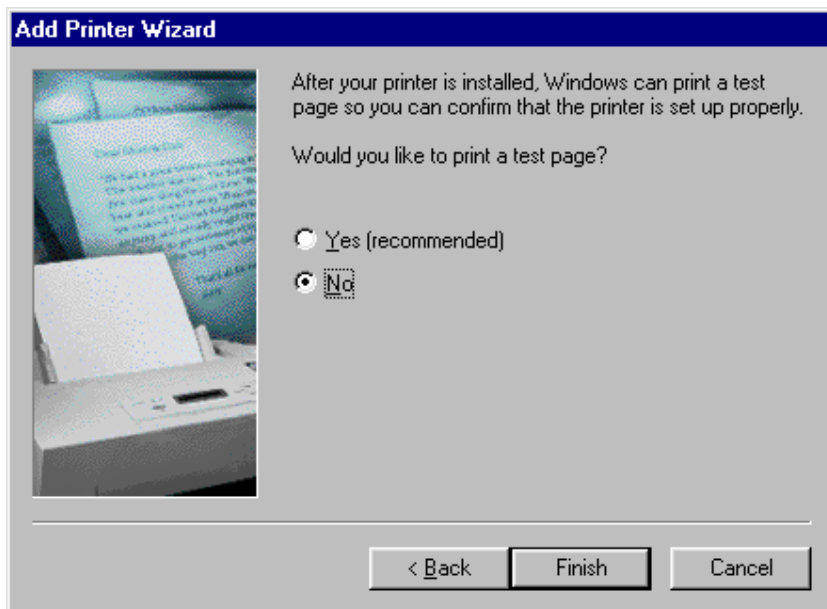 Add Printer Wizard
After your printer is installed, Windows can print a test
page so you can confirm that the printer is set up properly.
Would you like to print a test page?
Yes (recommended)
No
< Back
Finish
Cancel